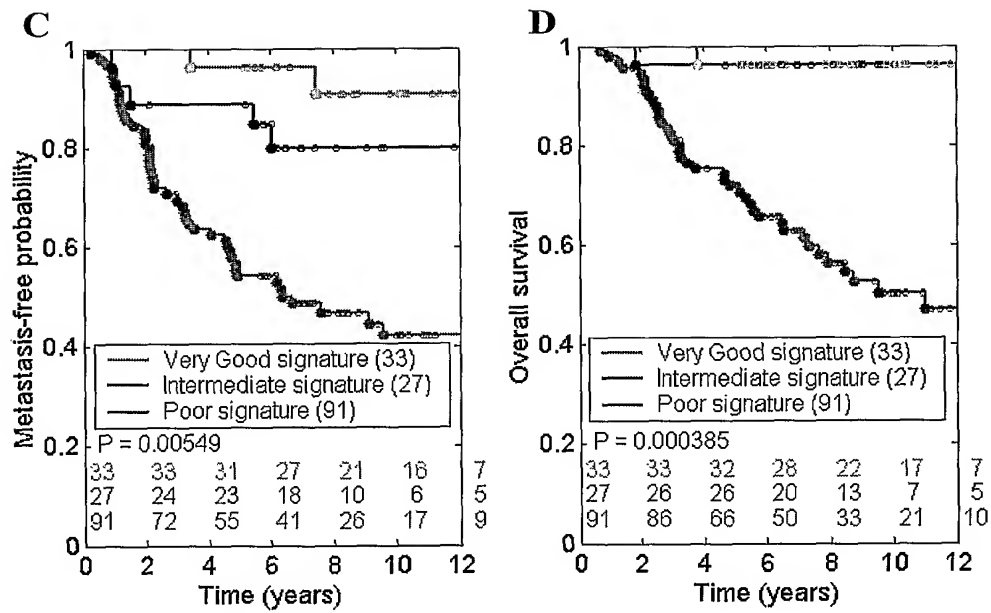 C
Metastasis-free probability
1
0.8
0.6
0.4
0.2
0
Very Good signature (33)
Intermediate signature (27)
Poor signature (91)
P = 0.00549
33 33 31 27 21 16 7
27 24 23 18 10 6 5
91 72 55 41 26 17 9
0 2 4 6 8 10 12
Time (years)
D
Overall survival
1
0.8
0.6
0.4
0.2
0
Very Good signature (33)
Intermediate signature (27)
Poor signature (91)
P = 0.000385
33 33 32 28 22 17 7
27 26 26 20 13 7 5
91 86 66 50 33 21 10
0 2 4 6 8 10 12
Time (years)